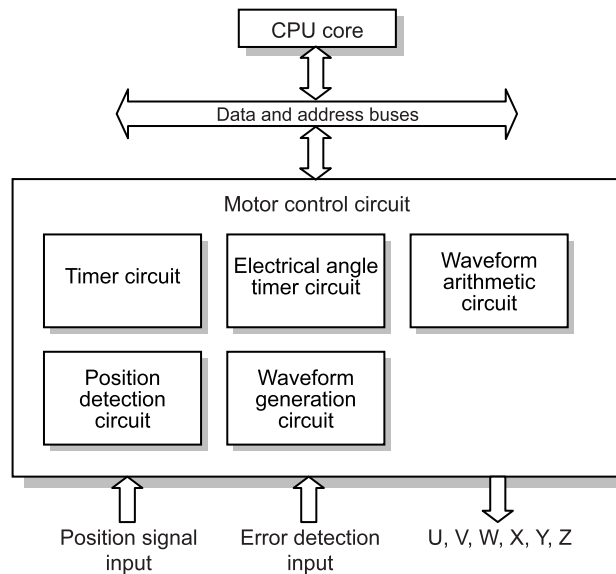 CPU core
Data and address buses
Motor control circuit
Timer circuit
Electrical angle
timer circuit
Waveform
arithmetic
circuit
Position
detection
circuit
Waveform
generation
circuit
Position signal
input
Error detection
input
U, V, W, X, Y, Z